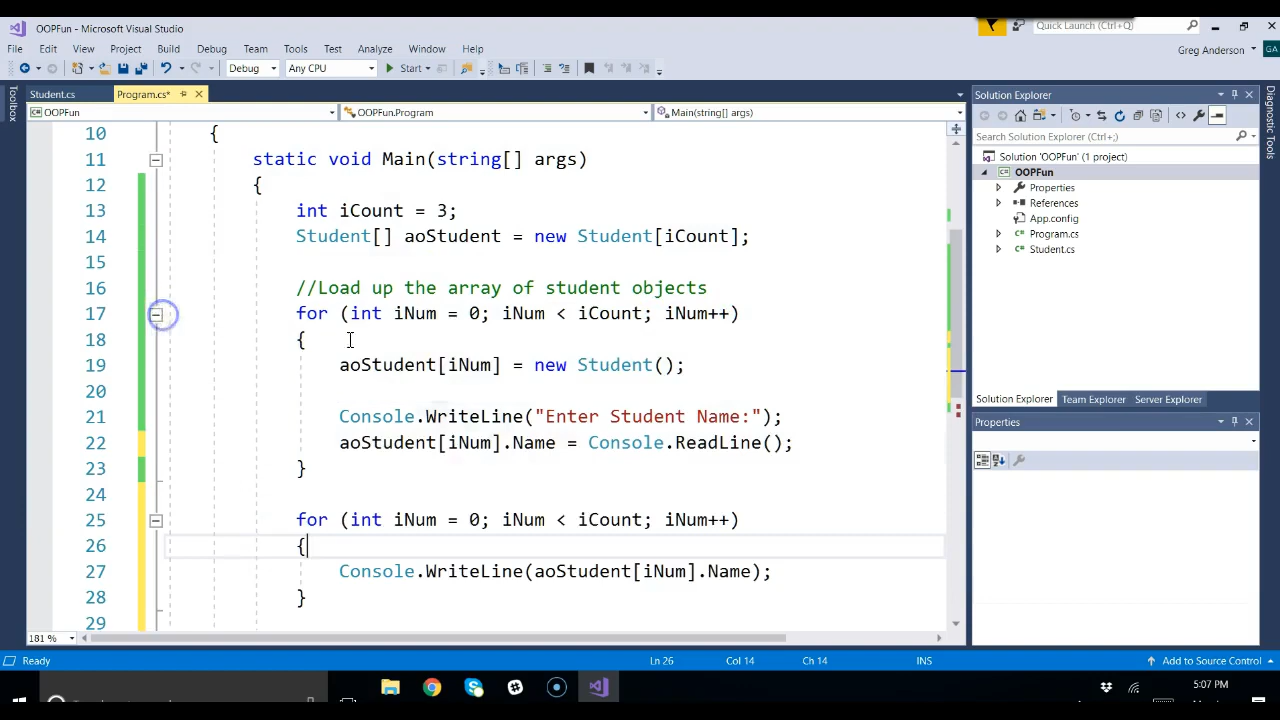 OOPFun - Microsoft Visual Studio
Quick Launch (Ctrl+Q)
File Edit View Project Build Debug Team Tools Test Analyze Window Help
Greg Anderson GA
Debug Any CPU Start
Toolbox
Student.cs Program.cs*
OOPFun OOPFun.Program Main(string[] args)
10 {
11 static void Main(string[] args)
12 {
13 int iCount = 3;
14 Student[] aoStudent = new Student[iCount];
15
16 //Load up the array of student objects
17 for (int iNum = 0; iNum < iCount; iNum++)
18 {
19 aoStudent[iNum] = new Student();
20
21 Console.WriteLine("Enter Student Name:");
22 aoStudent[iNum].Name = Console.ReadLine();
23 }
24
25 for (int iNum = 0; iNum < iCount; iNum++)
26 {
27 Console.WriteLine(aoStudent[iNum].Name);
28 }
29
181 %
Solution Explorer
Search Solution Explorer (Ctrl+;)
Solution 'OOPFun' (1 project)
OOPFun
Properties
References
App.config
Program.cs
Student.cs
Solution Explorer Team Explorer Server Explorer
Properties
Diagnostic Tools
Ready Ln 26 Col 14 Ch 14 INS Add to Source Control
5:07 PM